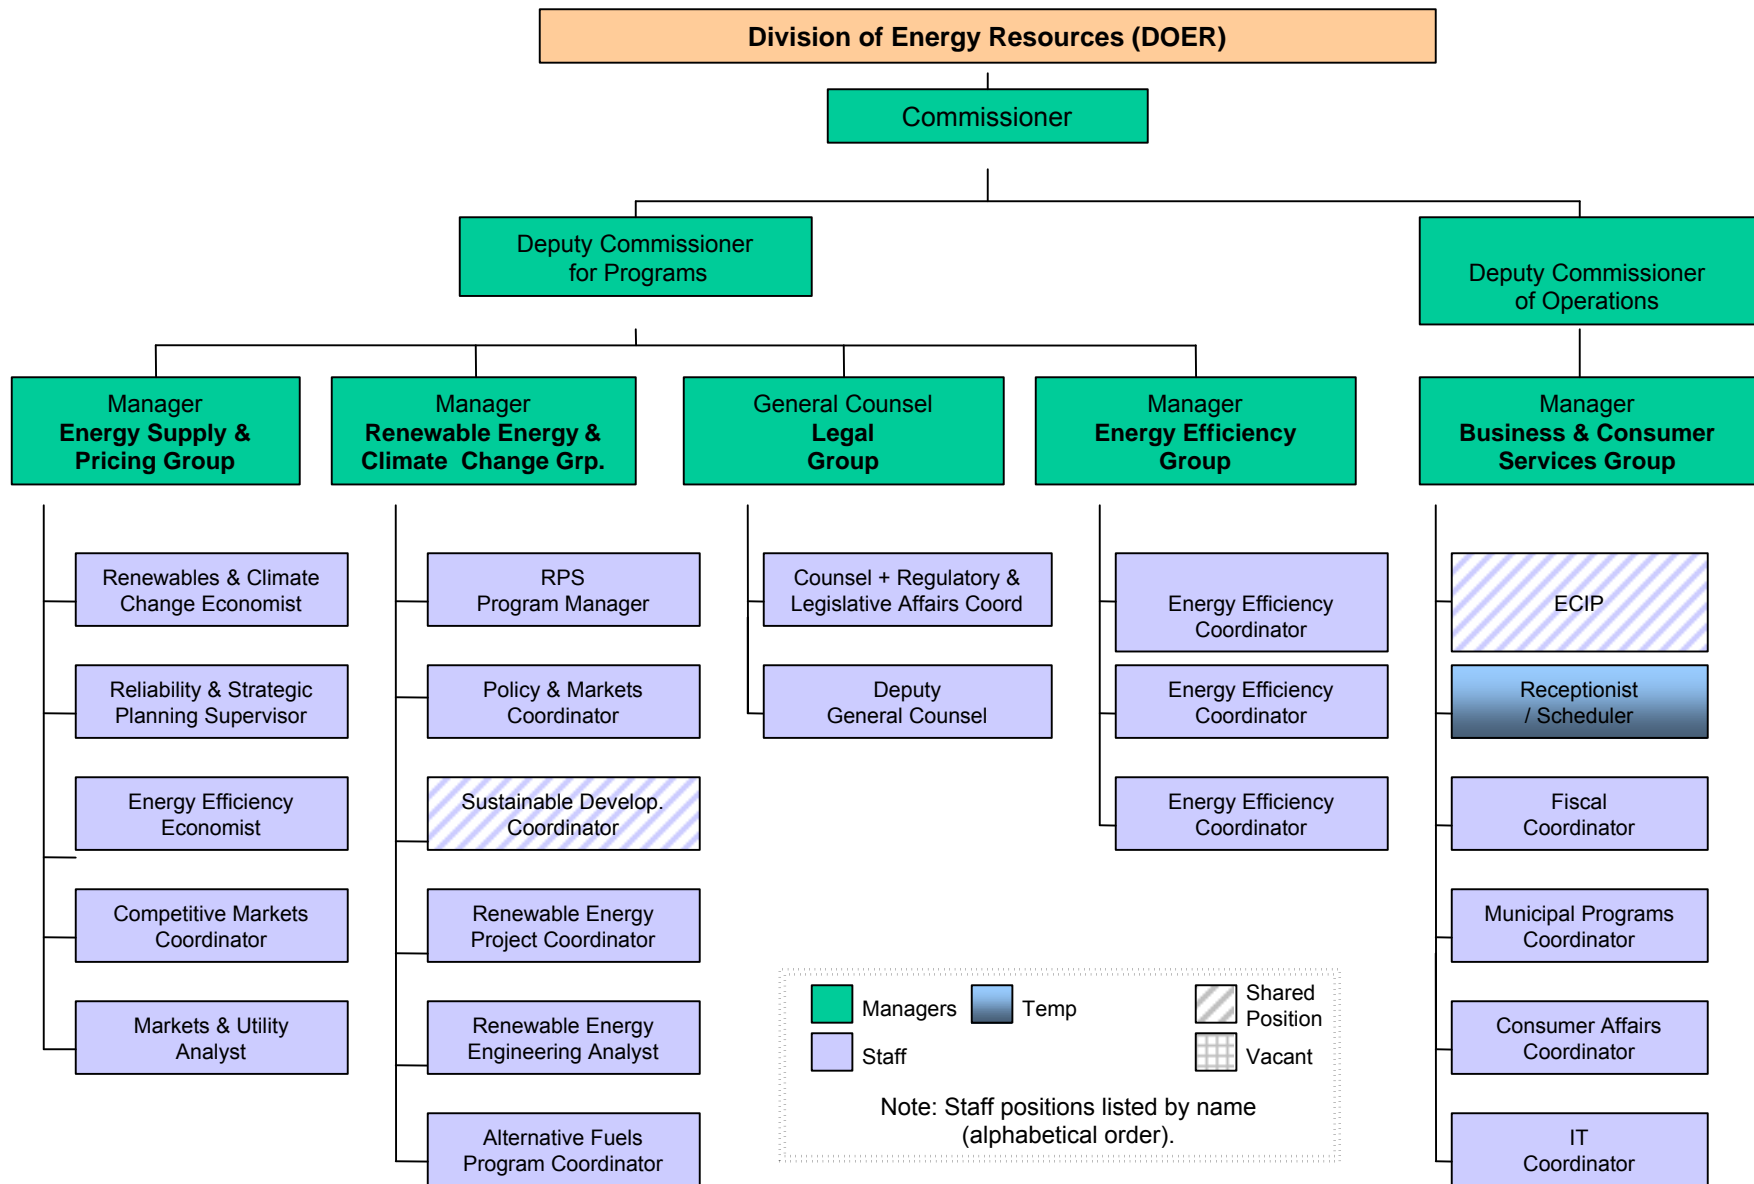 Division of Energy Resources (DOER)
Commissioner
Deputy Commissioner
for Programs
Deputy Commissioner
of Operations
Manager
Energy Supply &
Pricing Group
Manager
Renewable Energy &
Climate Change Grp.
General Counsel
Legal
Group
Manager
Energy Efficiency
Group
Manager
Business & Consumer
Services Group
Renewables & Climate
Change Economist
Reliability & Strategic
Planning Supervisor
Energy Efficiency
Economist
Competitive Markets
Coordinator
Markets & Utility
Analyst
RPS
Program Manager
Policy & Markets
Coordinator
Sustainable Develop.
Coordinator
Renewable Energy
Project Coordinator
Renewable Energy
Engineering Analyst
Alternative Fuels
Program Coordinator
Counsel + Regulatory &
Legislative Affairs Coord
Deputy
General Counsel
Energy Efficiency
Coordinator
Energy Efficiency
Coordinator
Energy Efficiency
Coordinator
ECIP
Receptionist
/ Scheduler
Fiscal
Coordinator
Municipal Programs
Coordinator
Consumer Affairs
Coordinator
IT
Coordinator
Managers
Temp
Shared
Position
Staff
Vacant
Note: Staff positions listed by name
(alphabetical order).